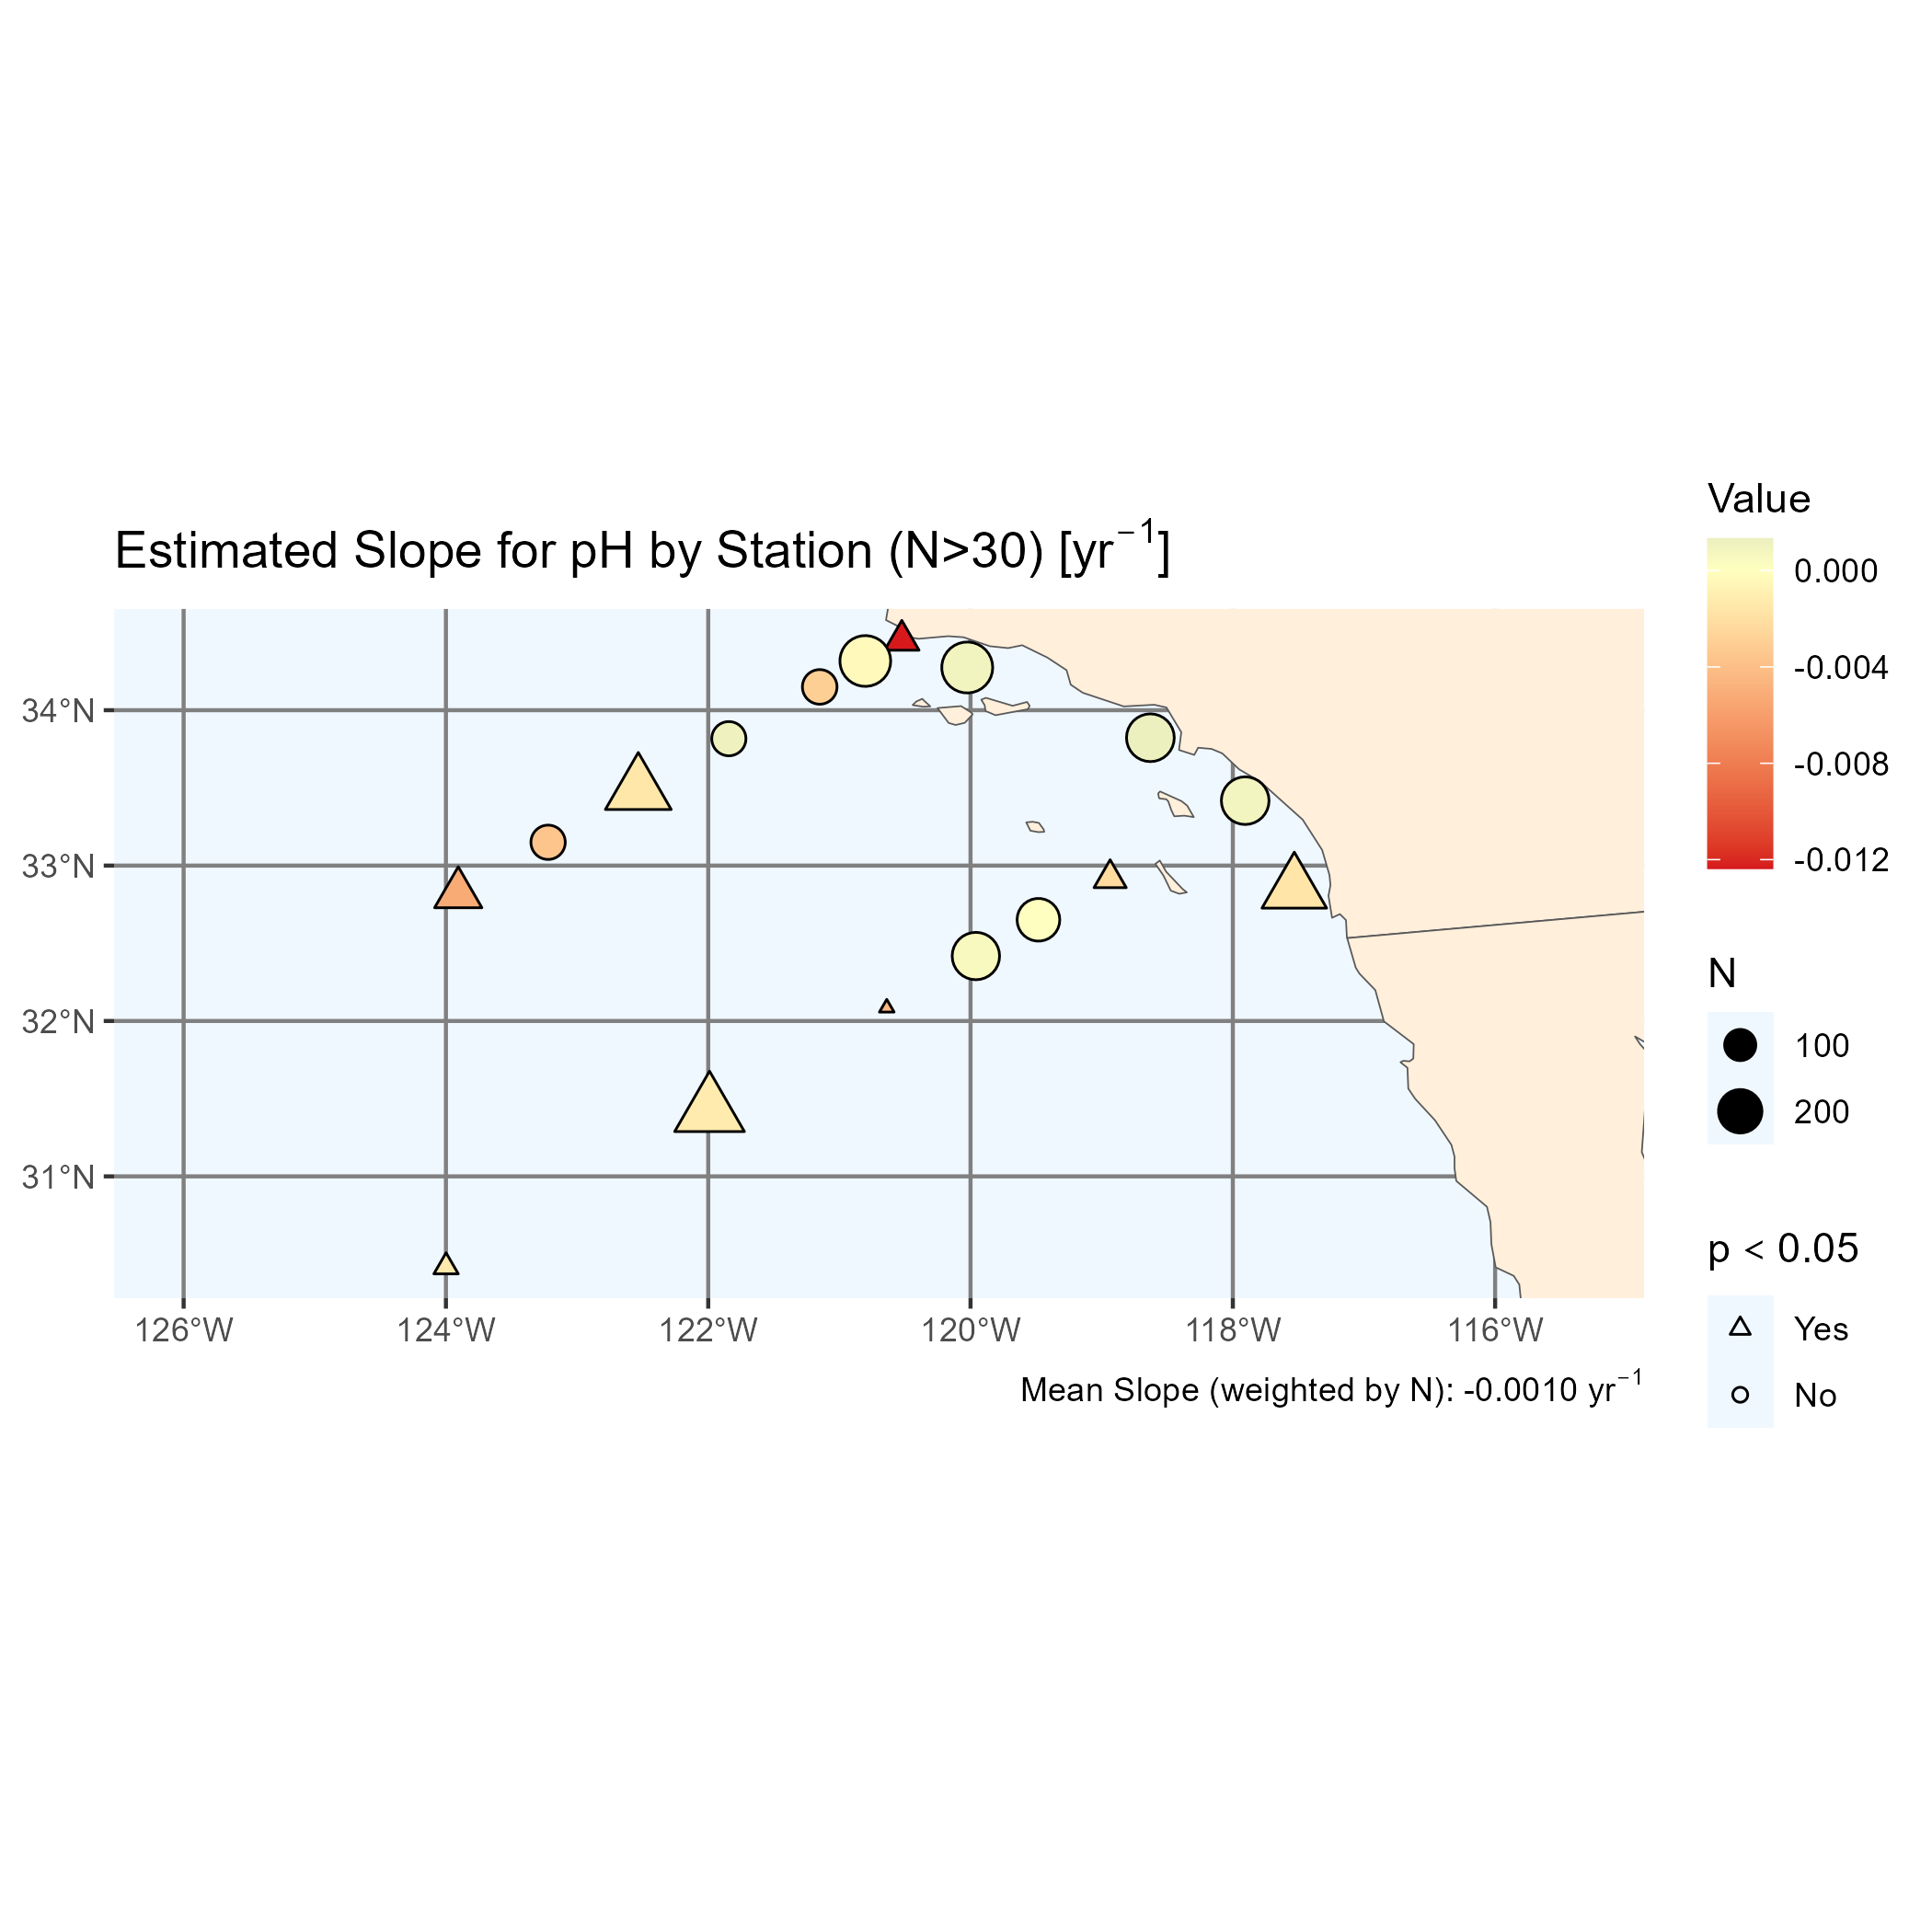 Estimated Slope for pH by Station (N>30) [yr⁻¹]
34°N
33°N
32°N
31°N
126°W 124°W 122°W 120°W 118°W 116°W
Mean Slope (weighted by N): -0.0010 yr⁻¹
Value
0.000
-0.004
-0.008
-0.012
N
100
200
p < 0.05
Yes
No